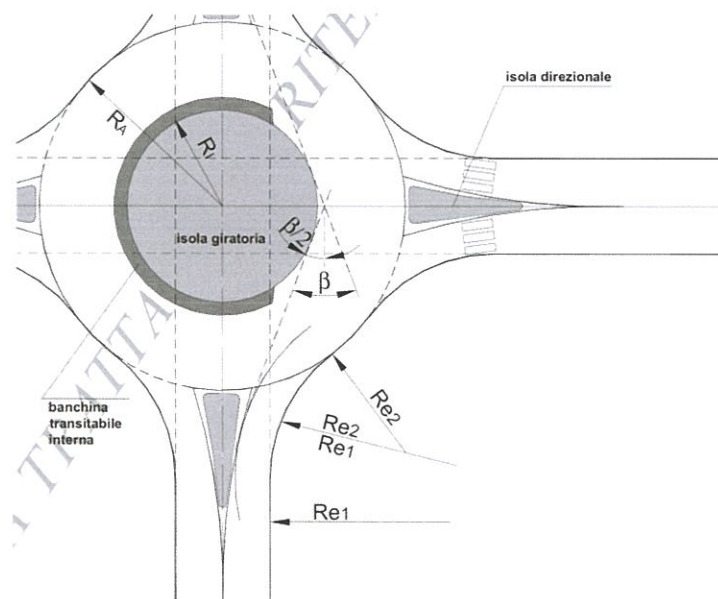 isola direzionale
RA
Ri
isola giratoria
β/2
β
banchina
transitabile
interna
Re2
Re2
Re1
Re1